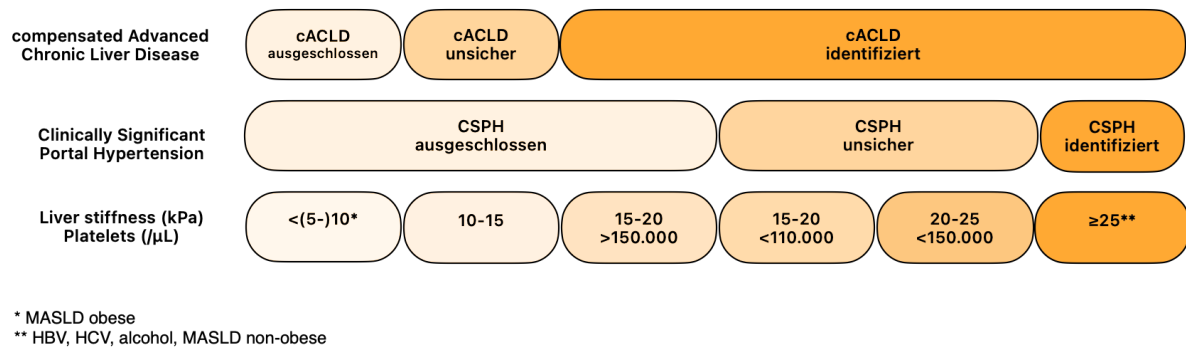 compensated Advanced
Chronic Liver Disease
cACLD
ausgeschlossen
cACLD
unsicher
cACLD
identifiziert
Clinically Significant
Portal Hypertension
CSPH
ausgeschlossen
CSPH
unsicher
CSPH
identifiziert
Liver stiffness (kPa)
Platelets (/µL)
<(5-)10*
10-15
15-20
>150.000
15-20
<110.000
20-25
<150.000
≥25**
* MASLD obese
** HBV, HCV, alcohol, MASLD non-obese